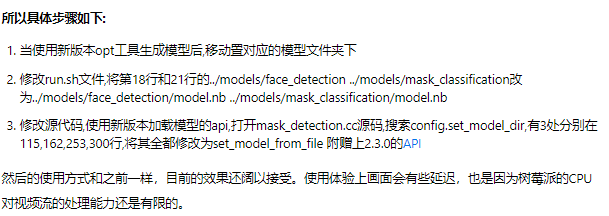 所以具体步骤如下:
1. 当使用新版本opt工具生成模型后,移动置对应的模型文件夹下
2. 修改run.sh文件,将第18行和21行的../models/face_detection ../models/mask_classification改
为../models/face_detection/model.nb ../models/mask_classification/model.nb
3. 修改源代码,使用新版本加载模型的api,打开mask_detection.cc源码,搜索config.set_model_dir,有3处分别在
115,162,253,300行,将其全都修改为set_model_from_file 附赠上2.3.0的API
然后的使用方式和之前一样，目前的效果还阔以接受。使用体验上画面会有些延迟，也是因为树莓派的CPU
对视频流的处理能力还是有限的。